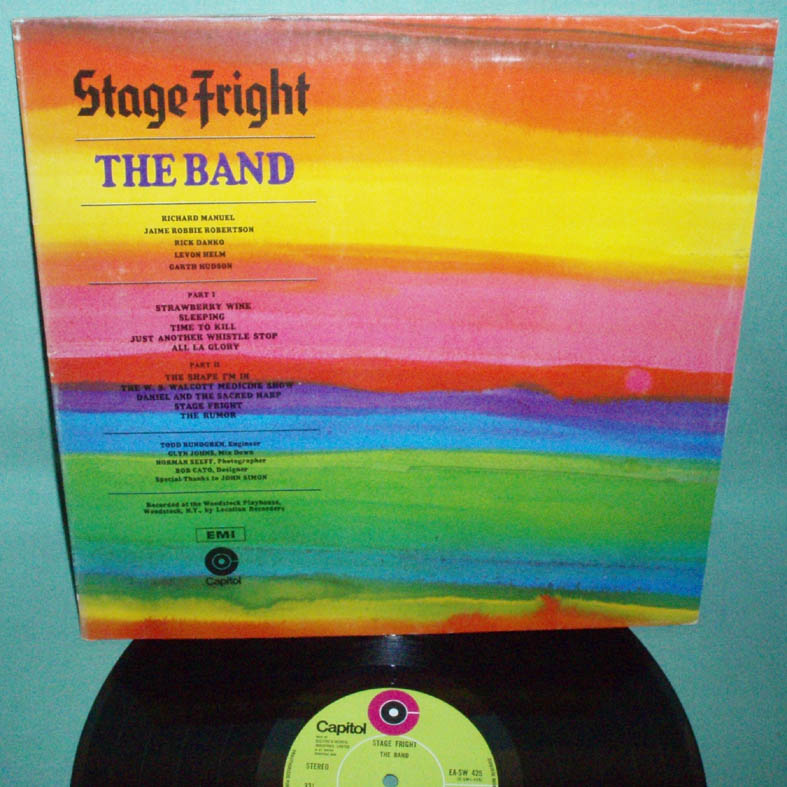 Stage Fright
THE BAND
RICHARD MANUEL
JAIME ROBBIE ROBERTSON
RICK DANKO
LEVON HELM
GARTH HUDSON
PART I
STRAWBERRY WINE
SLEEPING
TIME TO KILL
JUST ANOTHER WHISTLE STOP
ALL LA GLORY
PART II
THE SHAPE I'M IN
THE W. S. WALCOTT MEDICINE SHOW
DANIEL AND THE SACRED HARP
STAGE FRIGHT
THE RUMOR
TODD RUNDGREN, Engineer
GLYN JOHNS, Mix Down
NORMAN SEEFF, Photographer
BOB CATO, Designer
Special Thanks to JOHN SIMON
Recorded at the Woodstock Playhouse,
Woodstock, N.Y., by Location Recorders
EMI
Capitol
Capitol
STAGE FRIGHT
THE BAND
STEREO
EA-SW 425